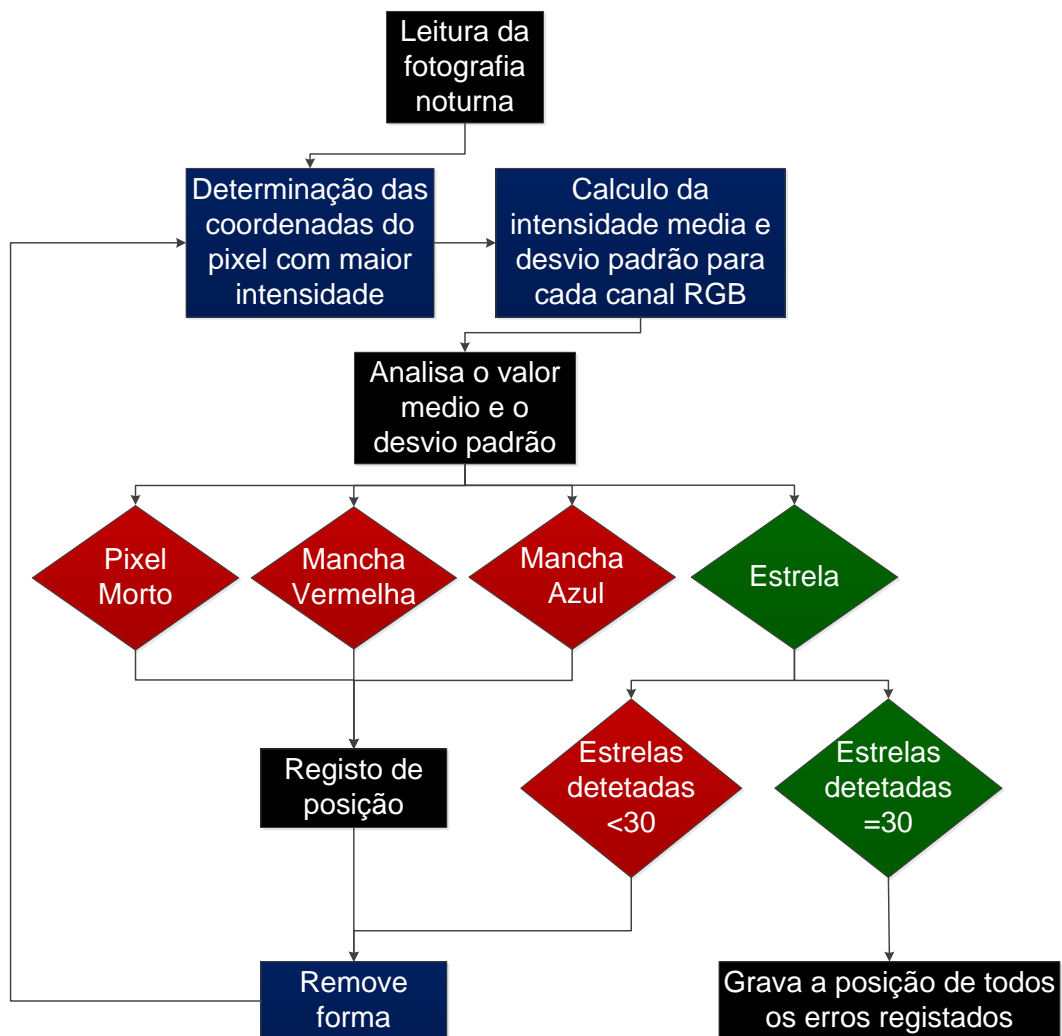 Leitura da
fotografia
noturna
Determinação das
coordenadas do
pixel com maior
intensidade
Calculo da
intensidade media e
desvio padrão para
cada canal RGB
Analisa o valor
medio e o
desvio padrão
Pixel
Morto
Mancha
Vermelha
Mancha
Azul
Estrela
Registo de
posição
Estrelas
detetadas
<30
Estrelas
detetadas
=30
Remove
forma
Grava a posição de todos
os erros registados